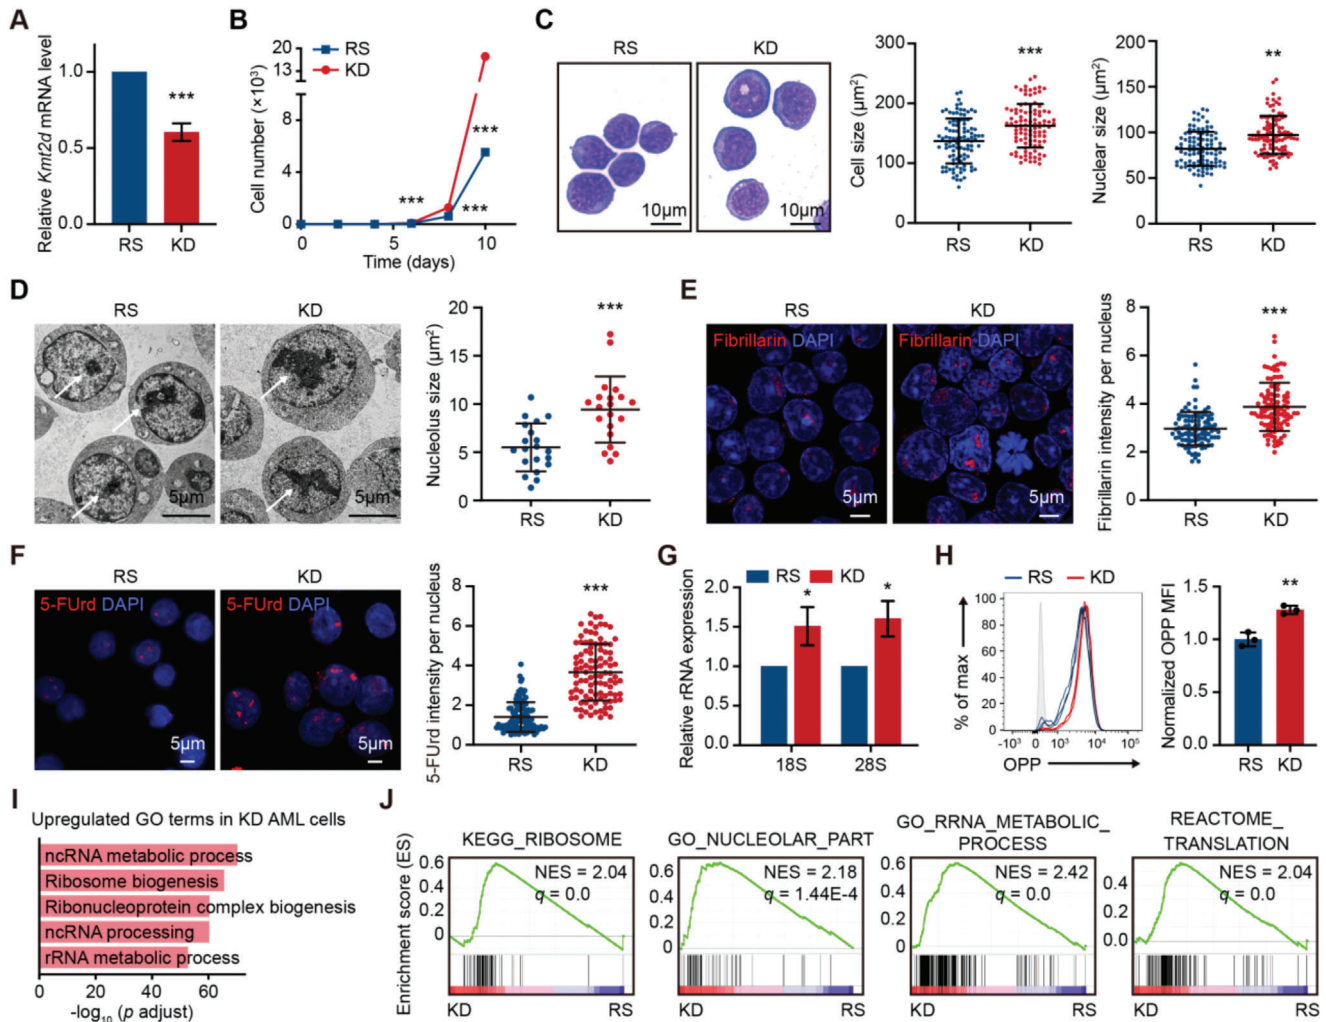 A
Relative Kmt2d mRNA level
1.0
0.5
0.0
***
RS KD
B
RS
KD
Cell number (×10³)
20
13
8
4
0
***
***
***
0 5 10
Time (days)
C
RS KD
10μm 10μm
Cell size (μm²)
300
200
100
0
***
RS KD
Nuclear size (μm²)
200
150
100
50
0
**
RS KD
D
RS KD
5μm 5μm
Nucleolus size (μm²)
20
15
10
5
0
***
RS KD
E
RS KD
Fibrillarin DAPI Fibrillarin DAPI
5μm 5μm
Fibrillarin intensity per nucleus
8
6
4
2
0
***
RS KD
F
RS KD
5-FUrd DAPI 5-FUrd DAPI
5μm 5μm
5-FUrd intensity per nucleus
8
6
4
2
0
***
RS KD
G
RS KD
Relative rRNA expression
2.0
1.5
1.0
0.5
0.0
* *
18S 28S
H
RS KD
% of max
100
80
60
40
20
0
-10³ 0 10³ 10⁴ 10⁵
OPP
Normalized OPP MFI
1.5
1.0
0.5
0.0
**
RS KD
I
Upregulated GO terms in KD AML cells
ncRNA metabolic process
Ribosome biogenesis
Ribonucleoprotein complex biogenesis
ncRNA processing
rRNA metabolic process
0 20 40 60
-log₁₀ (p adjust)
J
Enrichment score (ES)
KEGG_RIBOSOME
NES = 2.04
q = 0.0
0.6
0.4
0.2
0
KD RS
GO_NUCLEOLAR_PART
NES = 2.18
q = 1.44E-4
0.6
0.4
0.2
0
KD RS
GO_RRNA_METABOLIC_
PROCESS
NES = 2.42
q = 0.0
0.6
0.4
0.2
0
KD RS
REACTOME_
TRANSLATION
NES = 2.04
q = 0.0
0.4
0.2
0.0
KD RS